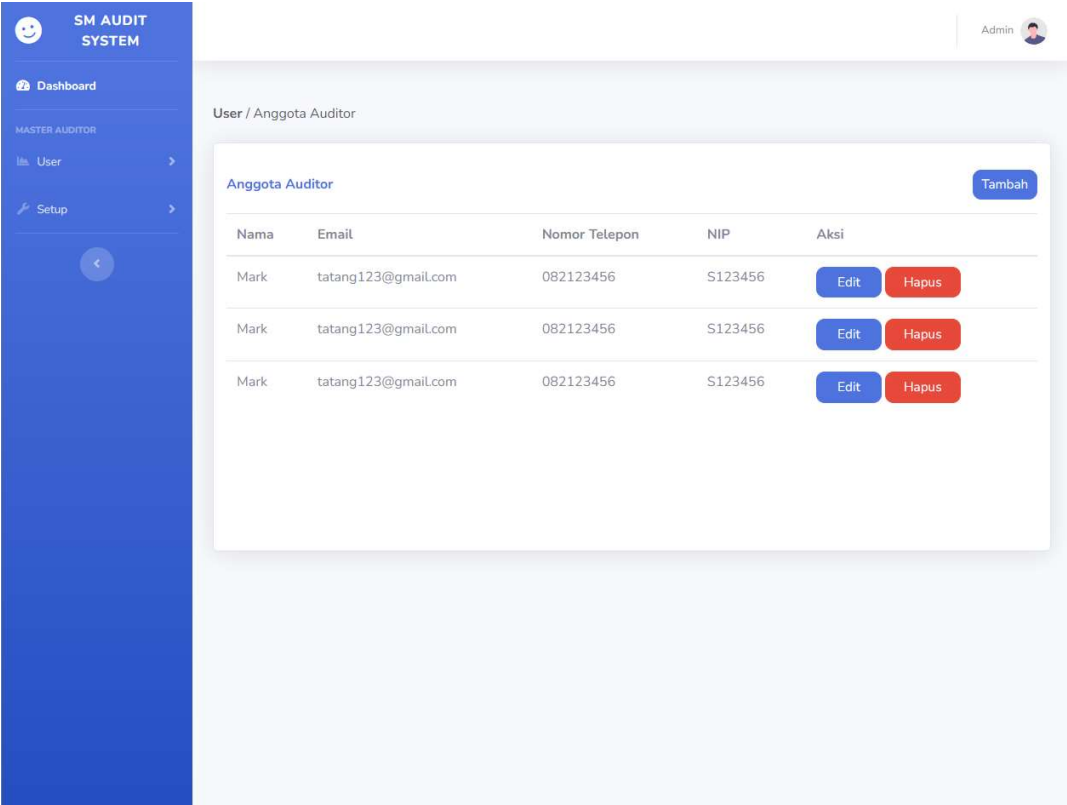 SM AUDIT
SYSTEM
Admin
Dashboard
User / Anggota Auditor
MASTER AUDITOR
User
Setup
Anggota Auditor
Tambah
Nama Email Nomor Telepon NIP Aksi
Mark tatang123@gmail.com 082123456 S123456 Edit Hapus
Mark tatang123@gmail.com 082123456 S123456 Edit Hapus
Mark tatang123@gmail.com 082123456 S123456 Edit Hapus